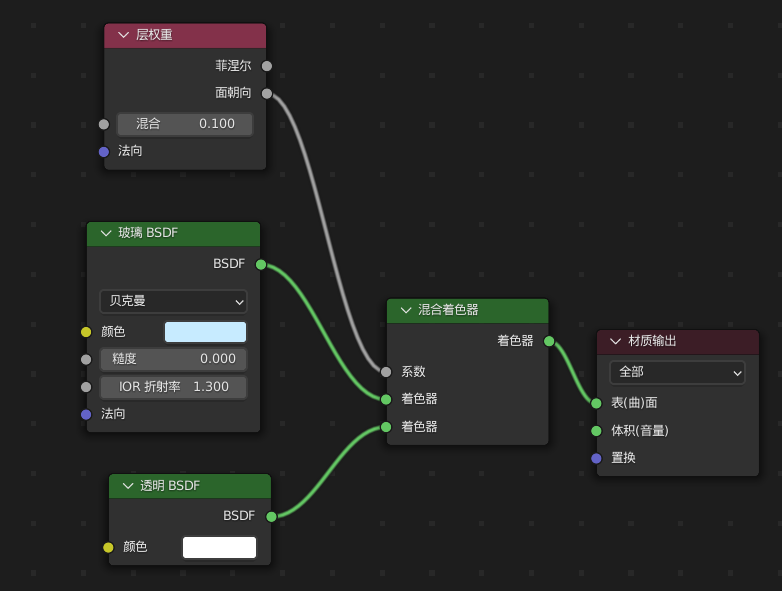 层权重
菲涅尔
面朝向
混合 0.100
法向
玻璃 BSDF
BSDF
贝克曼
颜色
糙度 0.000
IOR 折射率 1.300
法向
透明 BSDF
BSDF
颜色
混合着色器
着色器
系数
着色器
着色器
材质输出
全部
表(曲)面
体积(音量)
置换